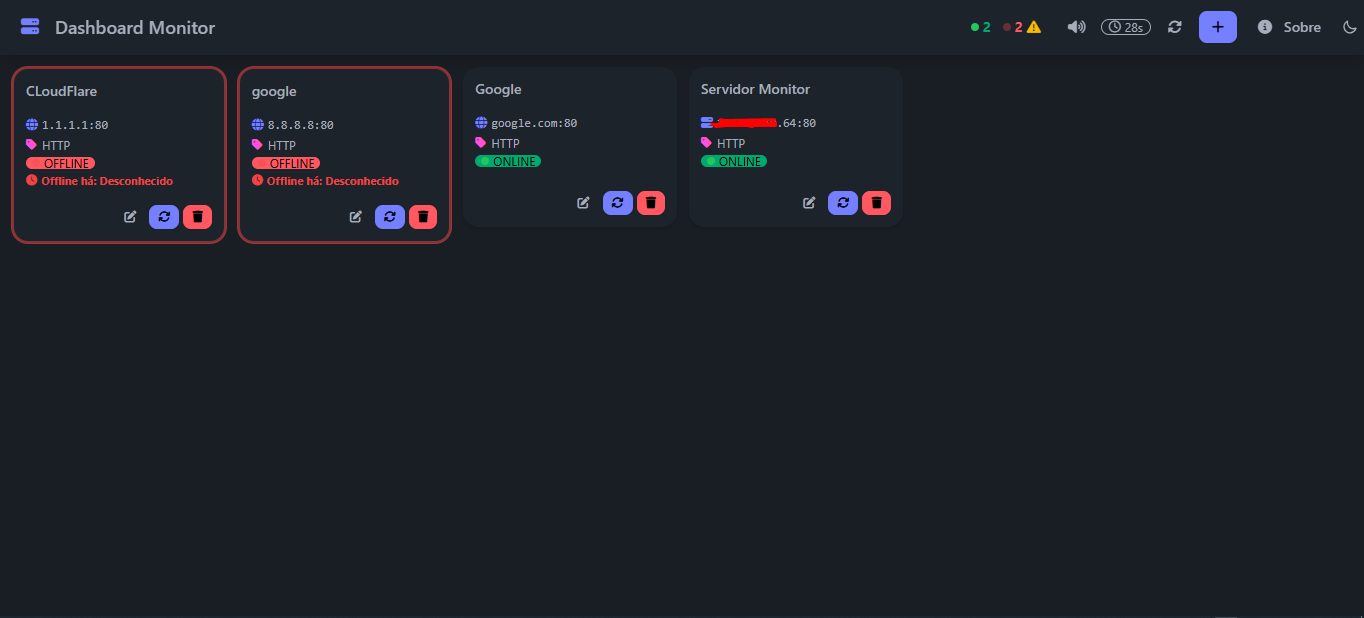 Dashboard Monitor
2 2 28s + Sobre
CLoudFlare
1.1.1.1:80
HTTP
OFFLINE
Offline há: Desconhecido
google
8.8.8.8:80
HTTP
OFFLINE
Offline há: Desconhecido
Google
google.com:80
HTTP
ONLINE
Servidor Monitor
.64:80
HTTP
ONLINE